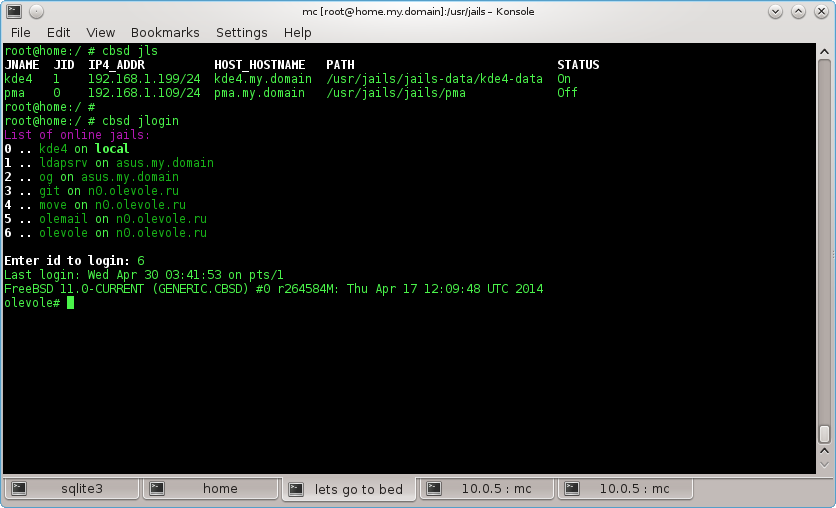 mc [root@home.my.domain]:/usr/jails – Konsole
File Edit View Bookmarks Settings Help
root@home:/ # cbsd jls
JNAME JID IP4_ADDR HOST_HOSTNAME PATH STATUS
kde4 1 192.168.1.199/24 kde4.my.domain /usr/jails/jails-data/kde4-data On
pma 0 192.168.1.109/24 pma.my.domain /usr/jails/jails/pma Off
root@home:/ #
root@home:/ # cbsd jlogin
List of online jails:
0 .. kde4 on local
1 .. ldapsrv on asus.my.domain
2 .. og on asus.my.domain
3 .. git on n0.olevole.ru
4 .. move on n0.olevole.ru
5 .. olemail on n0.olevole.ru
6 .. olevole on n0.olevole.ru
Enter id to login: 6
Last login: Wed Apr 30 03:41:53 on pts/1
FreeBSD 11.0-CURRENT (GENERIC.CBSD) #0 r264584M: Thu Apr 17 12:09:48 UTC 2014
olevole#
sqlite3 home lets go to bed 10.0.5 : mc 10.0.5 : mc